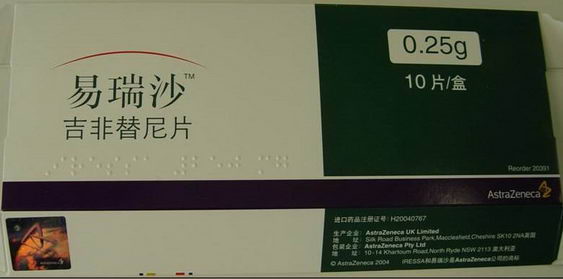 易瑞沙™
吉非替尼片
0.25g
10 片/盒
Reorder 20391
AstraZeneca
进口药品注册证号: H20040767
生产企业: AstraZeneca UK Limited
地 址: Silk Road Business Park,Macclesfield,Cheshire SK10 2NA英国
包装企业: AstraZeneca Pty Ltd
地 址: 10-14 Khartoum Road,North Ryde NSW 2113 澳大利亚
© AstraZeneca 2004 IRESSA和易瑞沙是AstraZeneca公司的商标